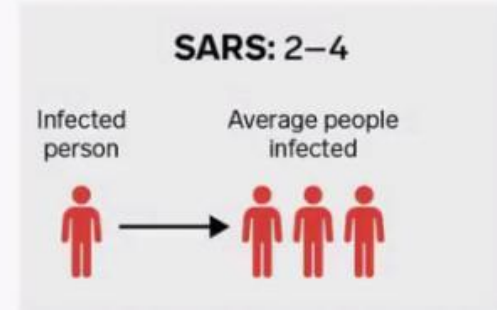 SARS: 2–4
Infected
person
Average people
infected